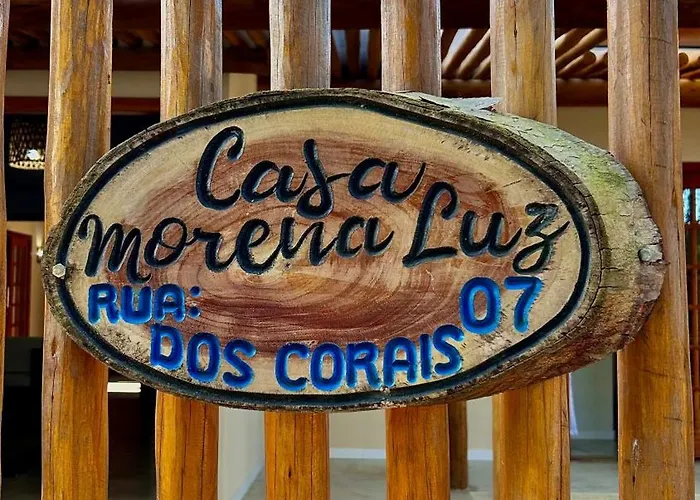 Casa
Morena Luz
RUA: 07
DOS CORAIS